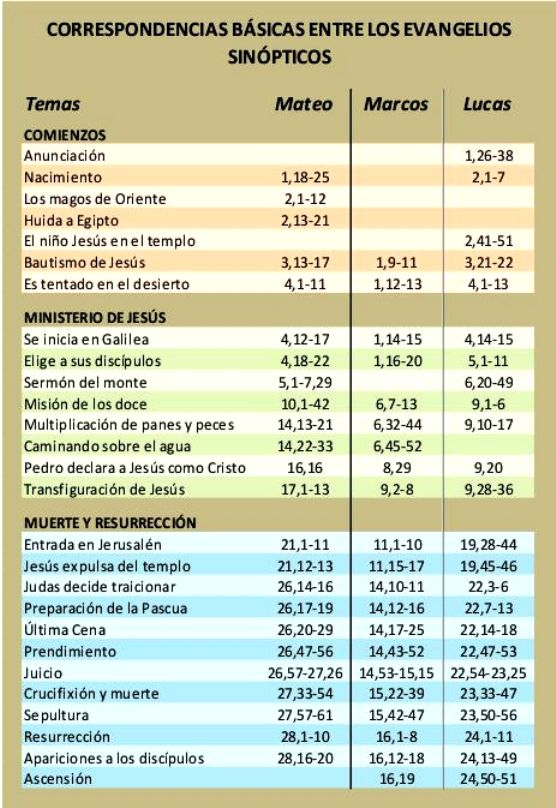 CORRESPONDENCIAS BÁSICAS ENTRE LOS EVANGELIOS
SINÓPTICOS
Temas Mateo Marcos Lucas
COMIENZOS
Anunciación 1,26-38
Nacimiento 1,18-25 2,1-7
Los magos de Oriente 2,1-12
Huida a Egipto 2,13-21
El niño Jesús en el templo 2,41-51
Bautismo de Jesús 3,13-17 1,9-11 3,21-22
Es tentado en el desierto 4,1-11 1,12-13 4,1-13
MINISTERIO DE JESÚS
Se inicia en Galilea 4,12-17 1,14-15 4,14-15
Elige a sus discípulos 4,18-22 1,16-20 5,1-11
Sermón del monte 5,1-7,29 6,20-49
Misión de los doce 10,1-42 6,7-13 9,1-6
Multiplicación de panes y peces 14,13-21 6,32-44 9,10-17
Caminando sobre el agua 14,22-33 6,45-52
Pedro declara a Jesús como Cristo 16,16 8,29 9,20
Transfiguración de Jesús 17,1-13 9,2-8 9,28-36
MUERTE Y RESURRECCIÓN
Entrada en Jerusalén 21,1-11 11,1-10 19,28-44
Jesús expulsa del templo 21,12-13 11,15-17 19,45-46
Judas decide traicionar 26,14-16 14,10-11 22,3-6
Preparación de la Pascua 26,17-19 14,12-16 22,7-13
Última Cena 26,20-29 14,17-25 22,14-18
Prendimiento 26,47-56 14,43-52 22,47-53
Juicio 26,57-27,26 14,53-15,15 22,54-23,25
Crucifixión y muerte 27,33-54 15,22-39 23,33-47
Sepultura 27,57-61 15,42-47 23,50-56
Resurrección 28,1-10 16,1-8 24,1-11
Apariciones a los discípulos 28,16-20 16,12-18 24,13-49
Ascensión 16,19 24,50-51